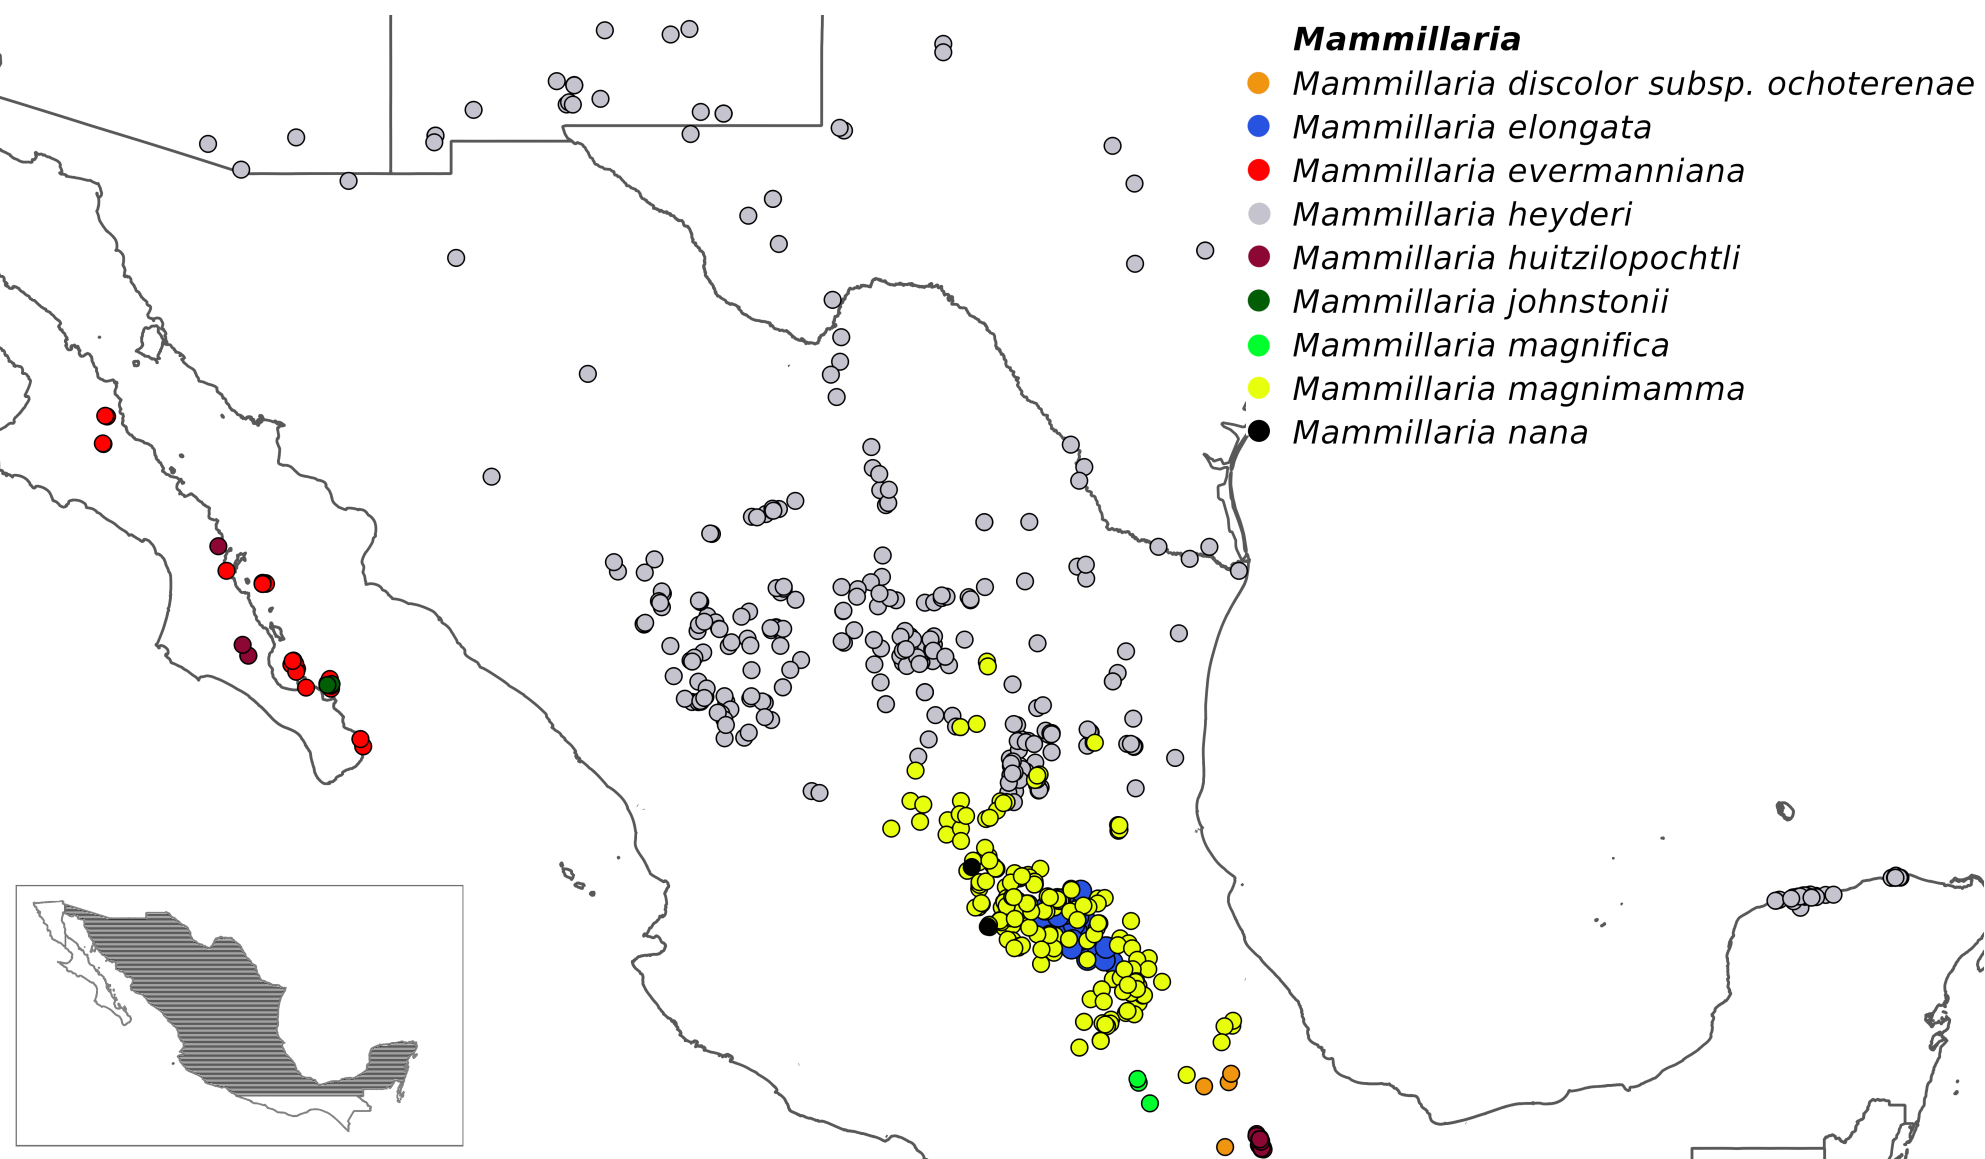 Mammillaria
Mammillaria discolor subsp. ochoterenae
Mammillaria elongata
Mammillaria evermanniana
Mammillaria heyderi
Mammillaria huitzilopochtli
Mammillaria johnstonii
Mammillaria magnifica
Mammillaria magnimamma
Mammillaria nana